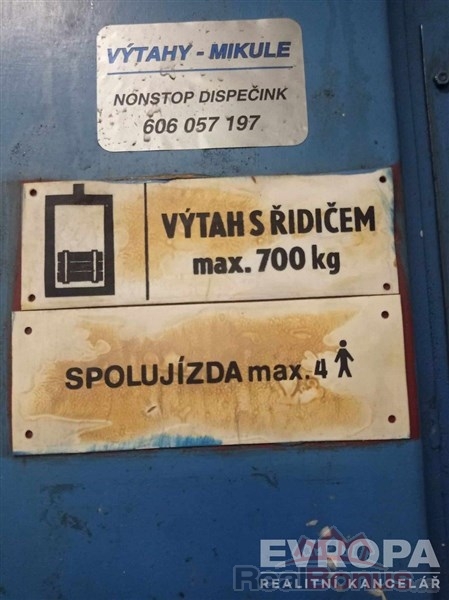 VÝTAHY - MIKULE
NONSTOP DISPEČINK
606 057 197
VÝTAH S ŘIDIČEM
max. 700 kg
SPOLUJÍZDA max. 4
EVROPA
REALITNÍ KANCELÁŘ